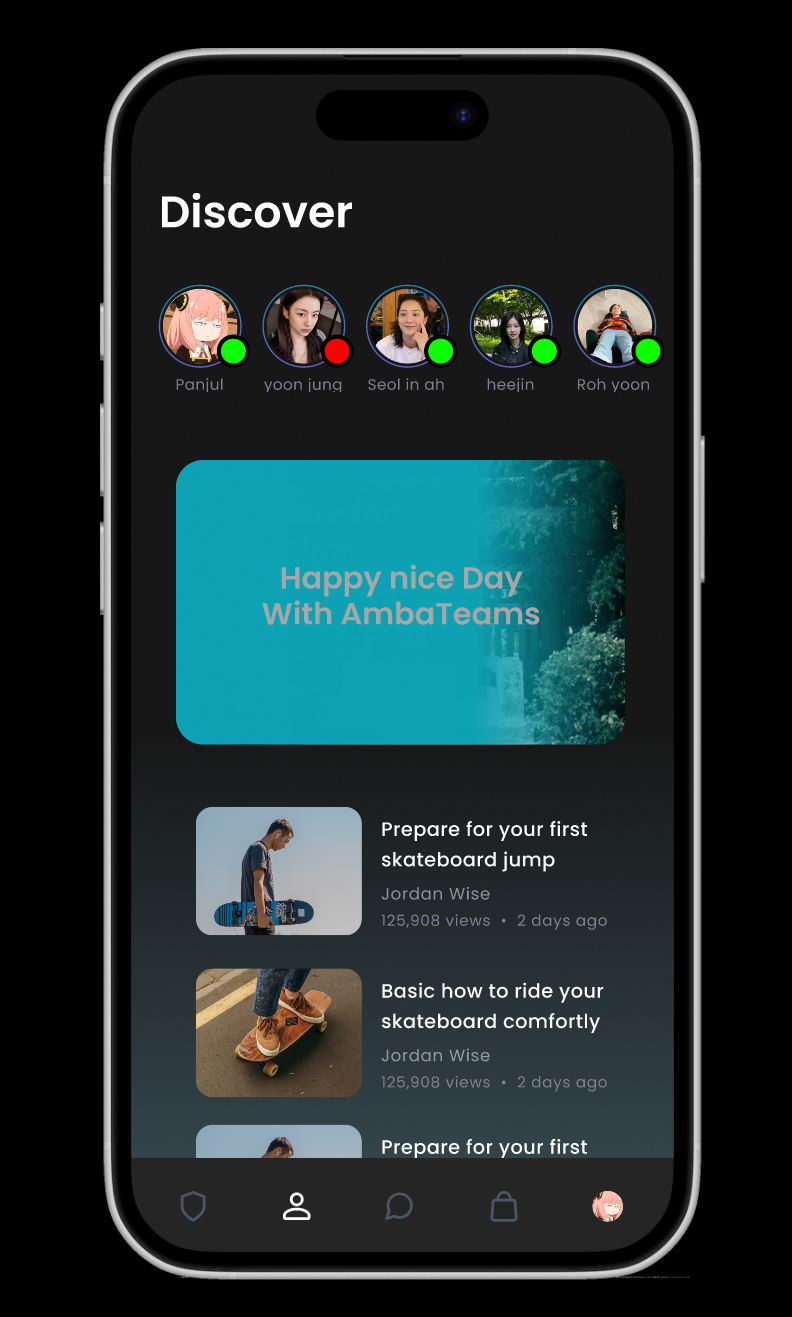 Discover
Panjul
yoon jung
Seol in ah
heejin
Roh yoon
Happy nice Day
With AmbaTeams
Prepare for your first
skateboard jump
Jordan Wise
125,908 views • 2 days ago
Basic how to ride your
skateboard comfortly
Jordan Wise
125,908 views • 2 days ago
Prepare for your first